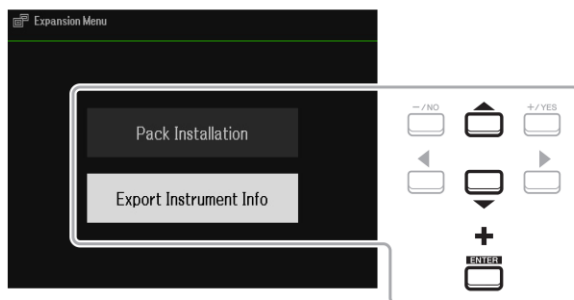 Expansion Menu
Pack Installation
Export Instrument Info
–/NO
+/YES
+
ENTER